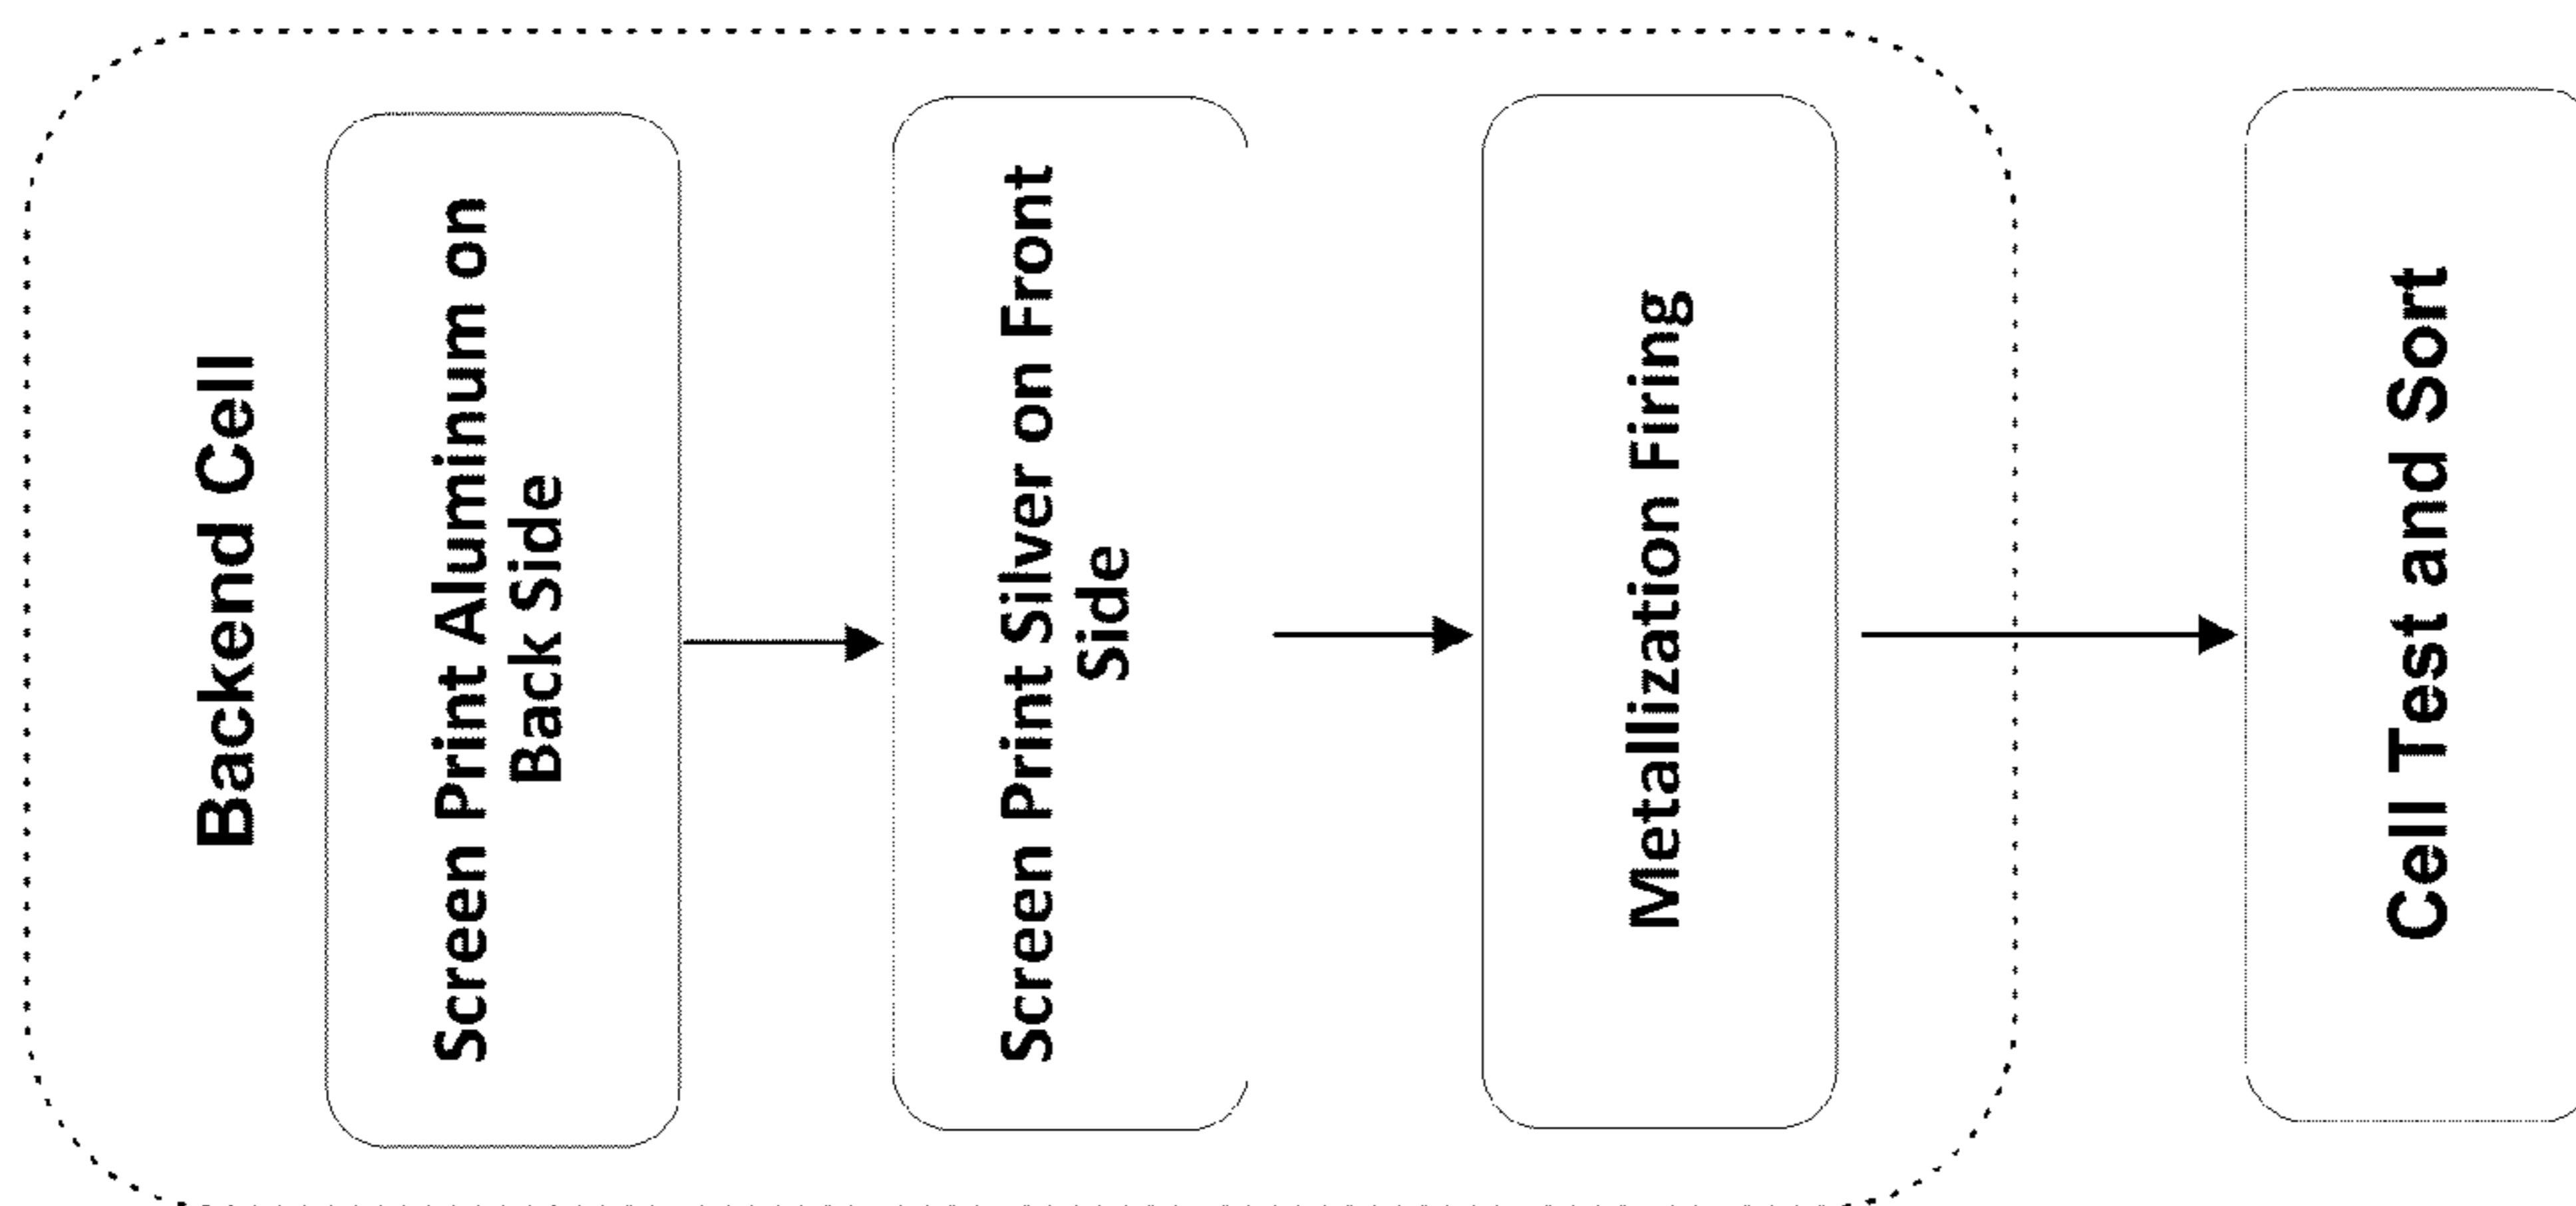 Backend Cell
Screen Print Aluminum on
Back Side
Screen Print Silver on Front
Side
Metallization Firing
Cell Test and Sort